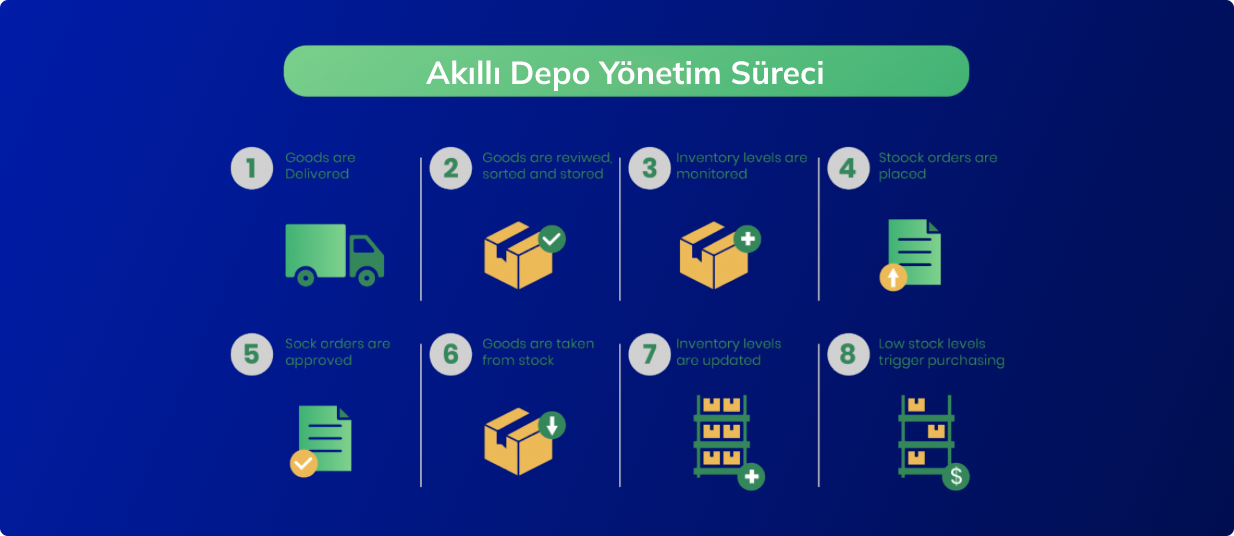 Akıllı Depo Yönetim Süreci
1
Goods are
Delivered
2
Goods are reviwed,
sorted and stored
3
Inventory levels are
monitored
4
Stoock orders are
placed
5
Sock orders are
approved
6
Goods are taken
from stock
7
Inventory levels
are updated
8
Low stock levels
trigger purchasing
$